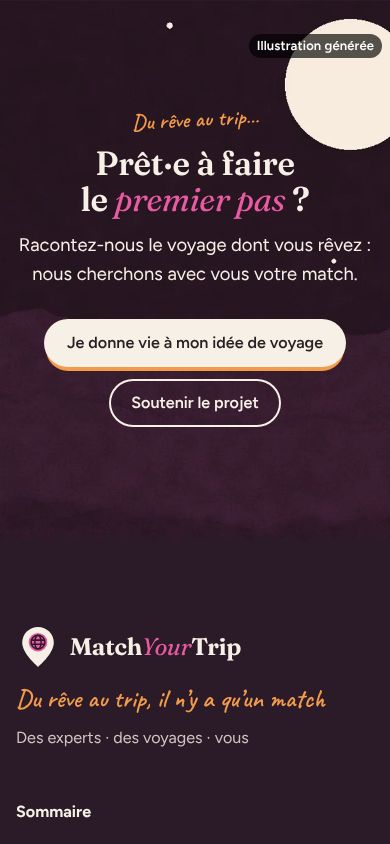 Illustration générée
Du rêve au trip...
Prêt·e à faire
le premier pas ?
Racontez-nous le voyage dont vous rêvez :
nous cherchons avec vous votre match.
Je donne vie à mon idée de voyage
Soutenir le projet
MatchYourTrip
Du rêve au trip, il n'y a qu'un match
Des experts · des voyages · vous
Sommaire